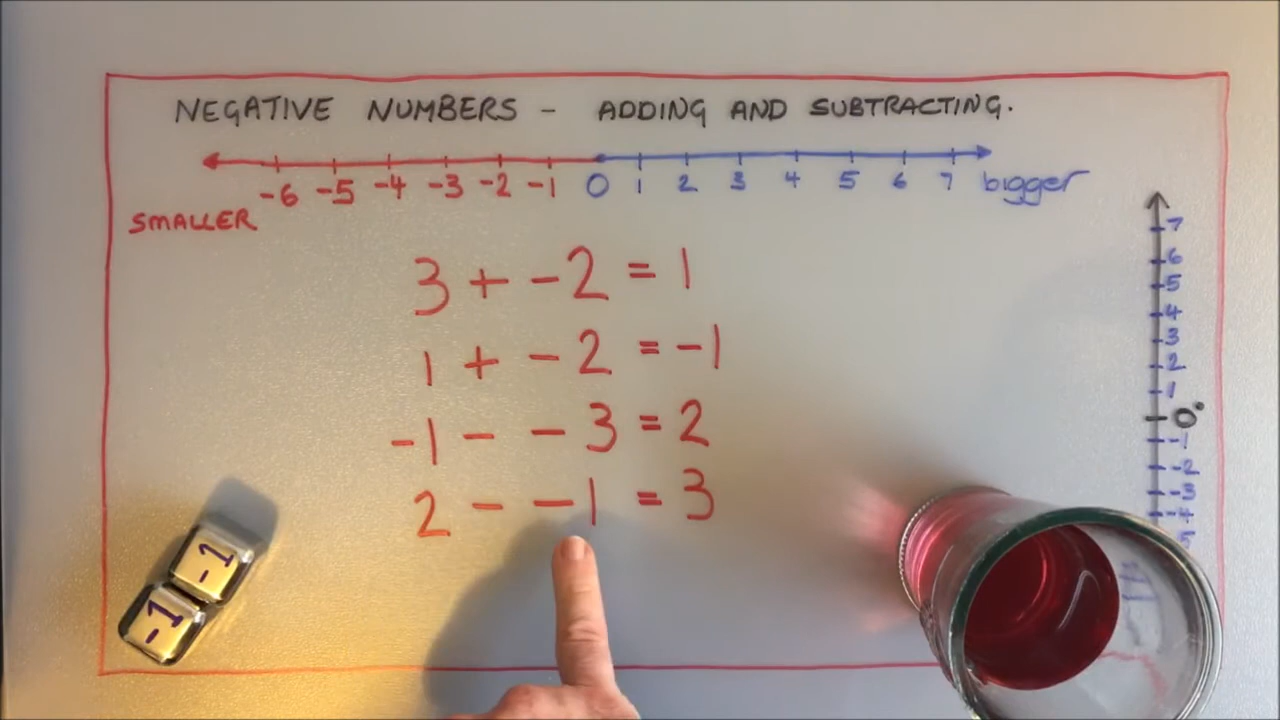 NEGATIVE NUMBERS - ADDING AND SUBTRACTING.
-6 -5 -4 -3 -2 -1 0 1 2 3 4 5 6 7 bigger
SMALLER
3 + -2 = 1
1 + -2 = -1
-1 - -3 = 2
2 - -1 = 3
7
6
5
4
3
2
1
0°
-1
-2
-3
-4
-1
-1